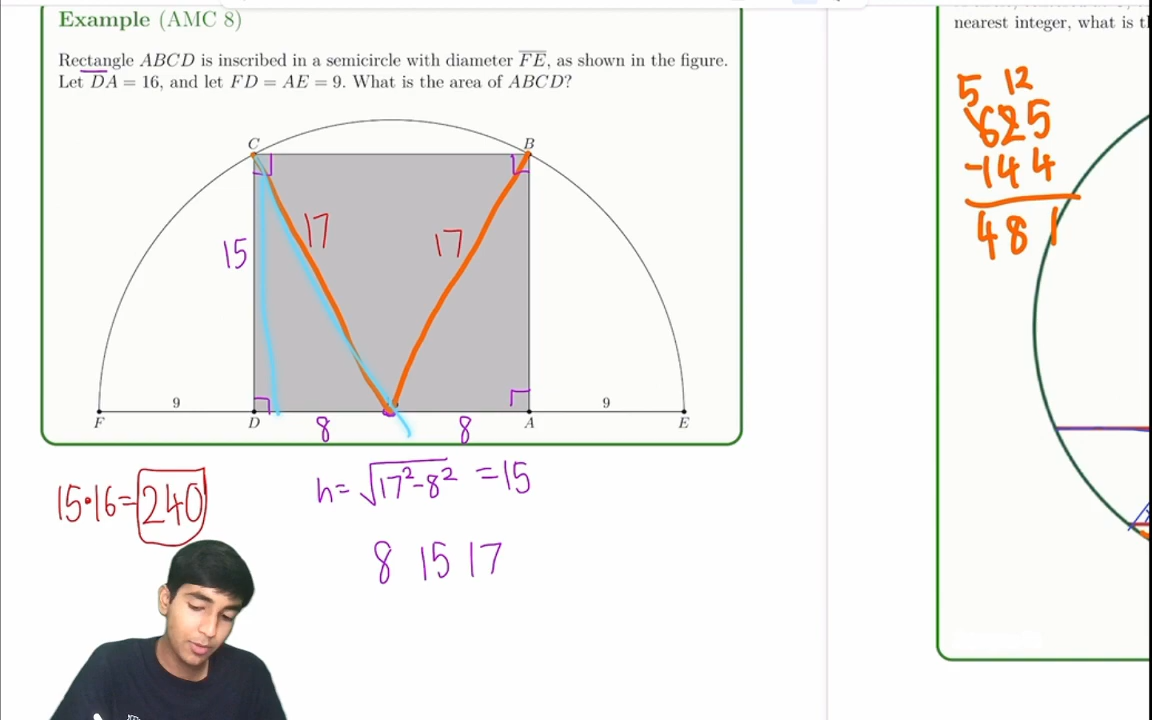 Example (AMC 8)
Rectangle ABCD is inscribed in a semicircle with diameter FE, as shown in the figure.
Let DA = 16, and let FD = AE = 9. What is the area of ABCD?
C
B
15
17
17
9
9
F
D
8
8
A
E
15·16=240
h=√17²-8² =15
8 15 17
nearest integer, what is
5 12
625
-144
481